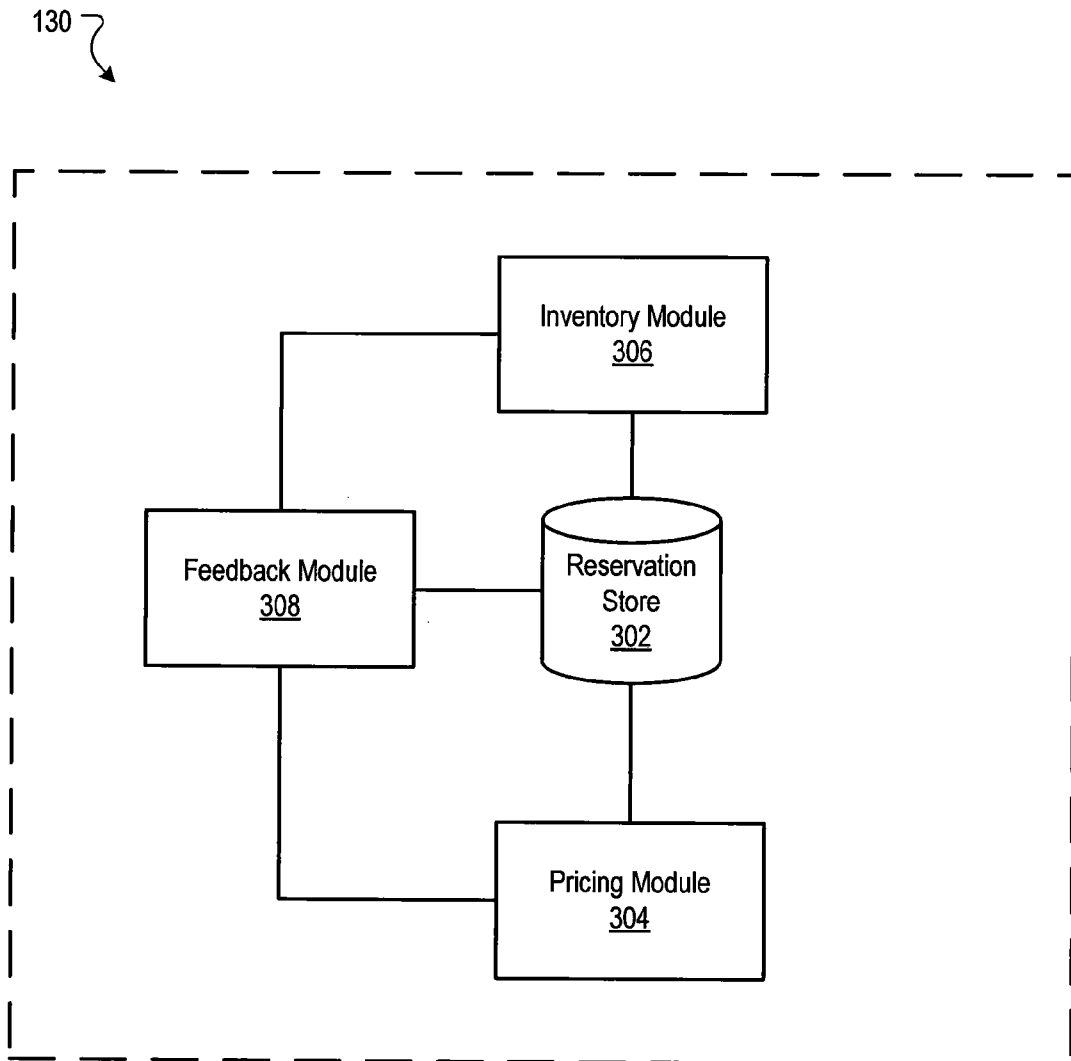 130
Inventory Module
306
Feedback Module
308
Reservation
Store
302
Pricing Module
304